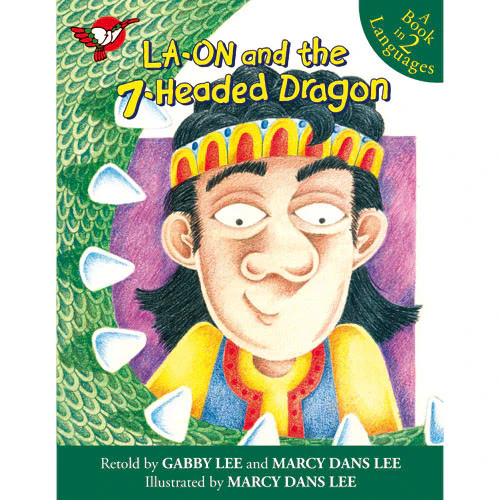 A
Book
in 2
Languages
LA-ON and the
7-Headed Dragon
Retold by GABBY LEE and MARCY DANS LEE
Illustrated by MARCY DANS LEE